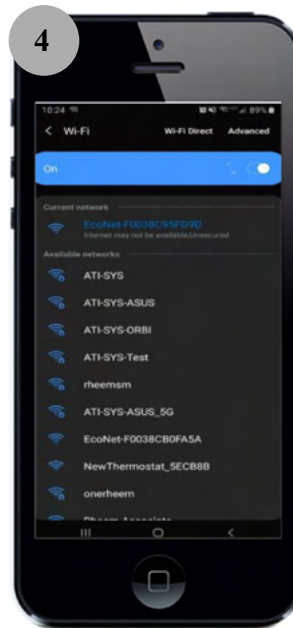 4
10:24 89%
Wi-Fi Wi-Fi Direct Advanced
On
Current network
EcoNet-F0038C95FD9D
Internet may not be available,Unsecured
Available networks
ATI-SYS
ATI-SYS-ASUS
ATI-SYS-ORBI
ATI-SYS-Test
rheemsm
ATI-SYS-ASUS_5G
EcoNet-F0038CB0FA5A
NewThermostat_5ECB8B
onerheem